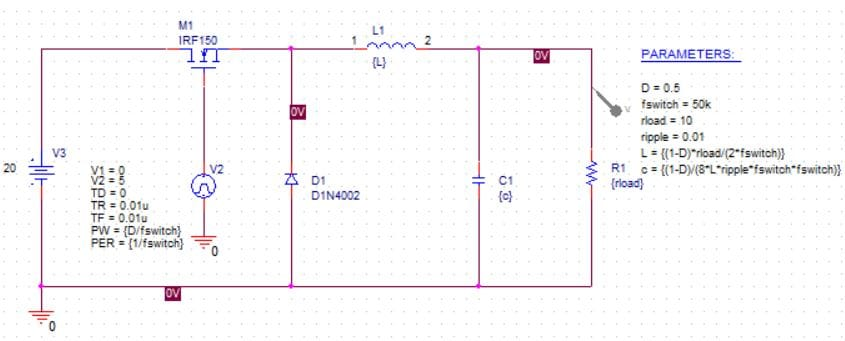 M1
IRF150
L1
1
2
{L}
0V
PARAMETERS:
D = 0.5
fswitch = 50k
rload = 10
ripple = 0.01
L = {(1-D)*rload/(2*fswitch)}
c = {(1-D)/(8*L*ripple*fswitch*fswitch)}
V
0V
20
V3
V1 = 0
V2 = 5
TD = 0
TR = 0.01u
TF = 0.01u
PW = {D/fswitch}
PER = {1/fswitch}
V2
0
D1
D1N4002
C1
{c}
R1
{rload}
0V
0